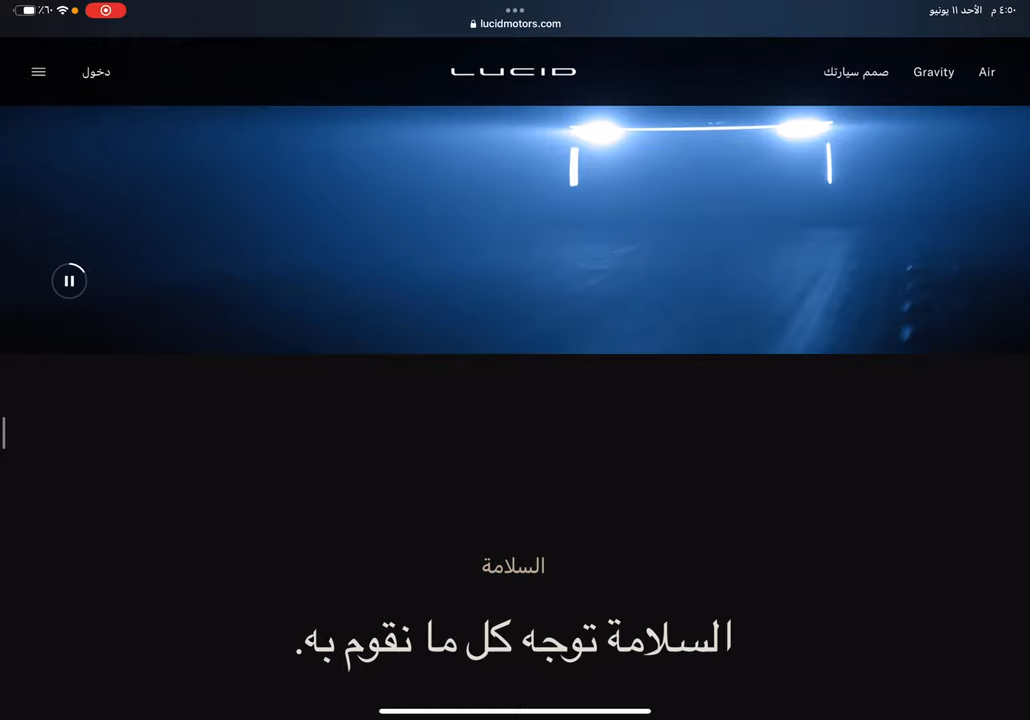 ٤:٥٠ م الأحد ١١ يونيو
٪٦٠
lucidmotors.com
Air Gravity صمم سيارتك
LUCID
دخول
السلامة
السلامة توجه كل ما نقوم به.